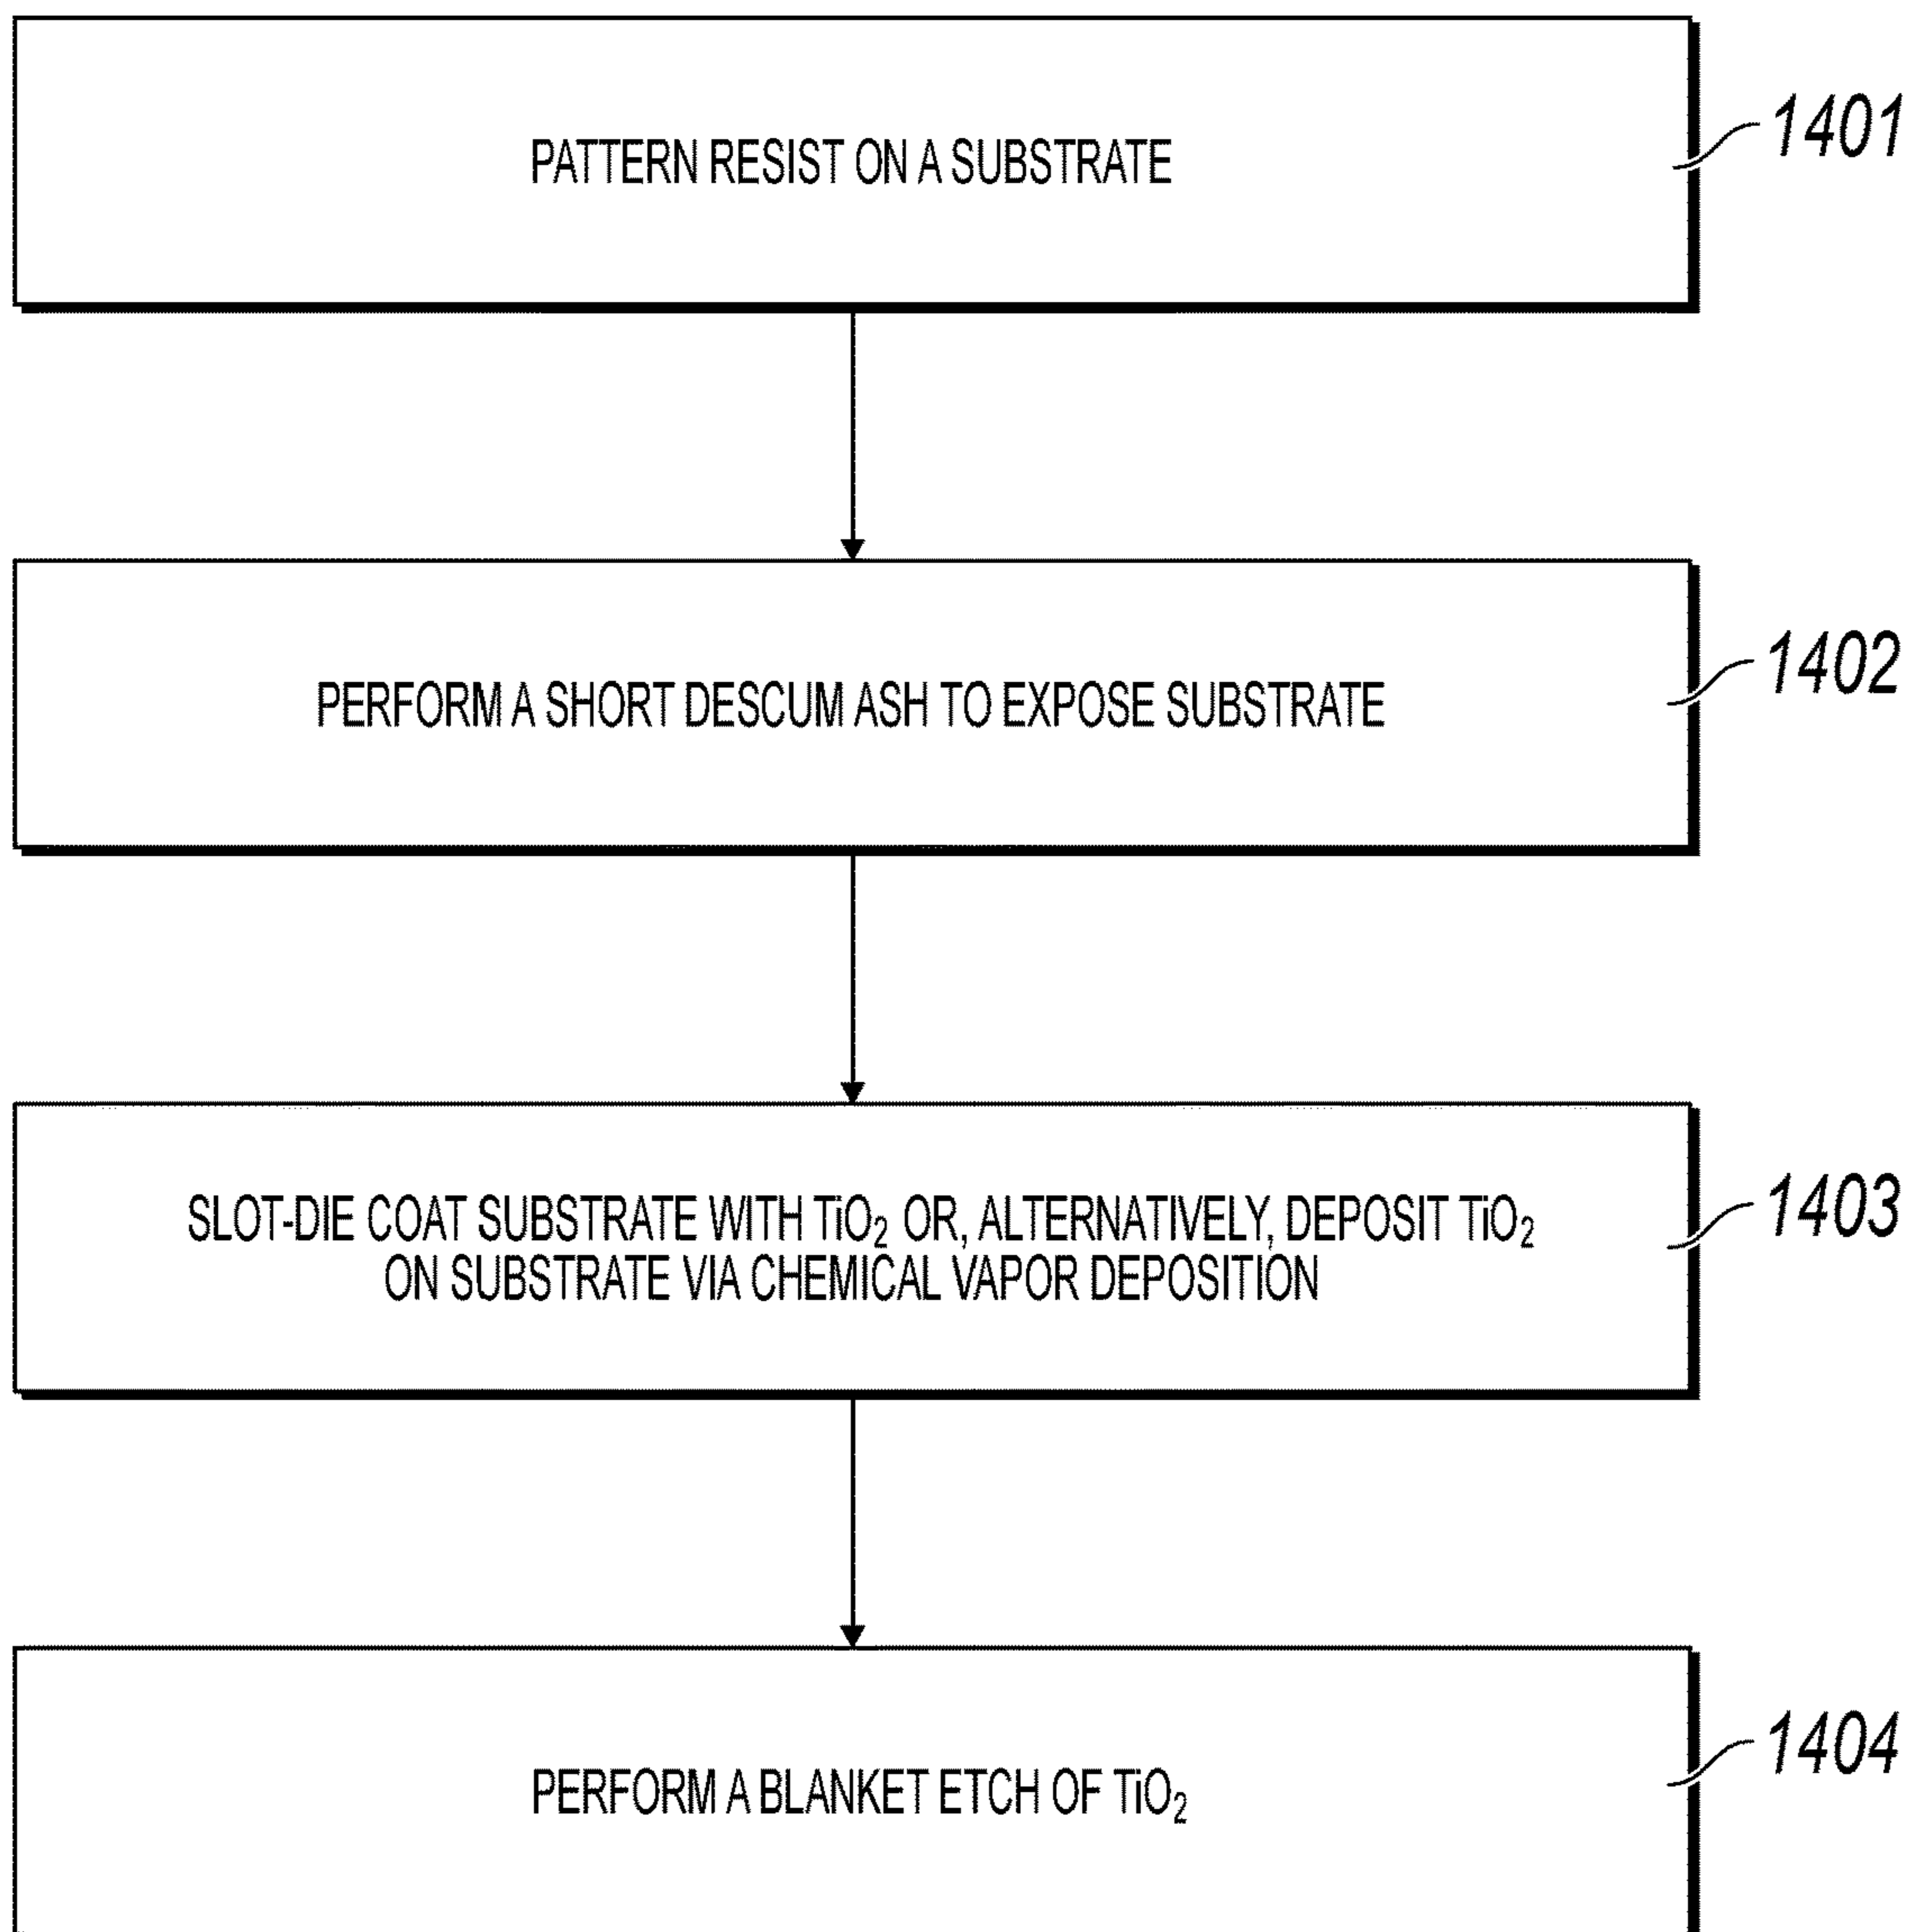 PATTERN RESIST ON A SUBSTRATE
1401
PERFORM A SHORT DESCUM ASH TO EXPOSE SUBSTRATE
1402
SLOT-DIE COAT SUBSTRATE WITH TiO₂ OR, ALTERNATIVELY, DEPOSIT TiO₂
ON SUBSTRATE VIA CHEMICAL VAPOR DEPOSITION
1403
PERFORM A BLANKET ETCH OF TiO₂
1404